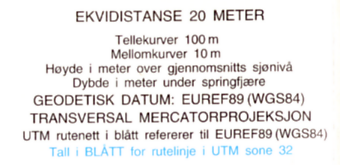 EKVIDISTANSE 20 METER
Tellekurver 100 m
Mellomkurver 10 m
Høyde i meter over gjennomsnitts sjønivå
Dybde i meter under springfjære
GEODETISK DATUM: EUREF89 (WGS84)
TRANSVERSAL MERCATORPROJEKSJON
UTM rutenett i blått refererer til EUREF89 (WGS84)
Tall i BLÅTT for rutelinje i UTM sone 32